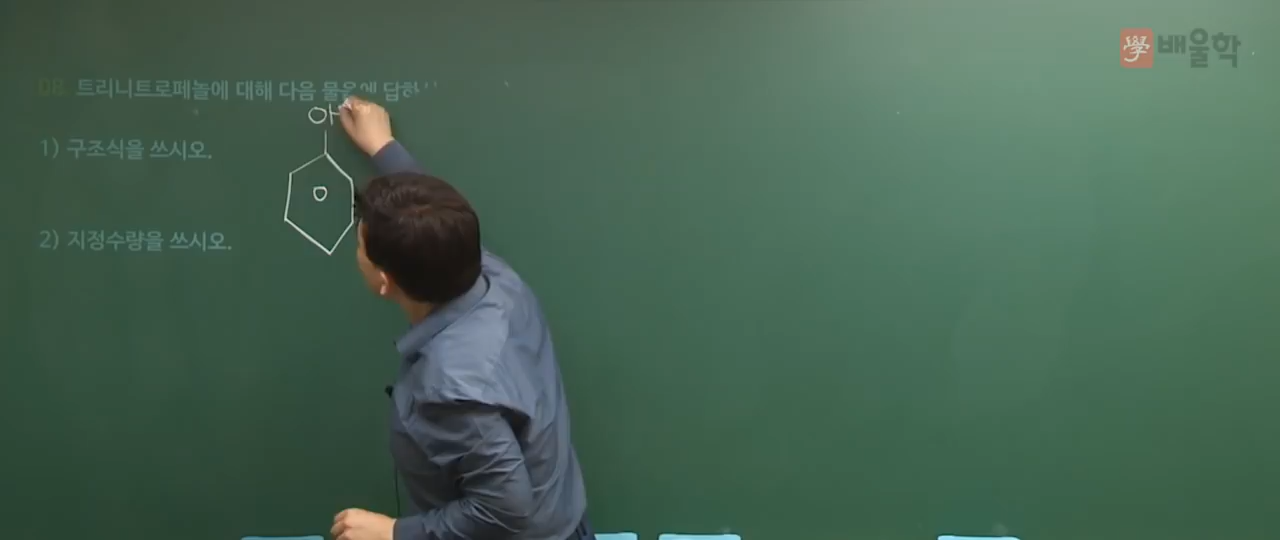 學 배울학
08. 트리니트로페놀에 대해 다음 물음에 답하
OH
1) 구조식을 쓰시오.
2) 지정수량을 쓰시오.